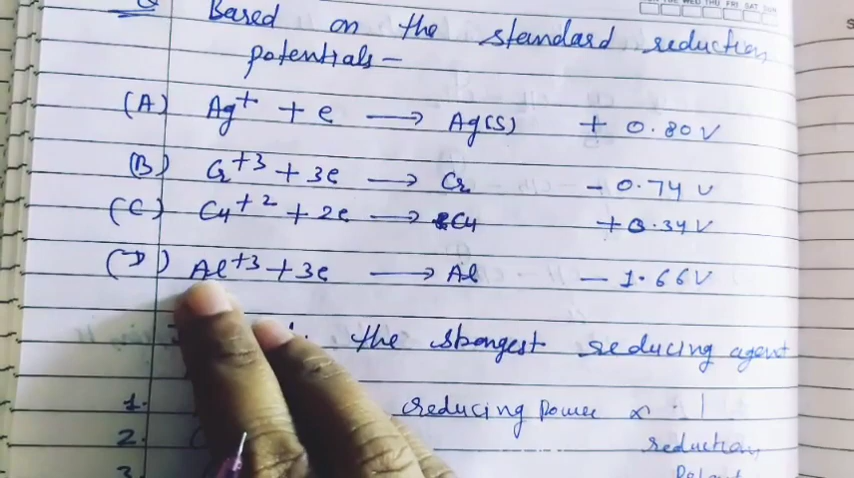 Q Based on the standard reduction
potentials-
(A) Ag+ + e → Ag(s) + 0.80V
(B) Cr+3 + 3e → Cr - 0.74 V
(C) Cu+2 + 2e → Cu + 0.34V
(D) Al+3 + 3e → Al - 1.66V
the strongest reducing agent
1. reducing Power ∝ 1
2. reduction
3.